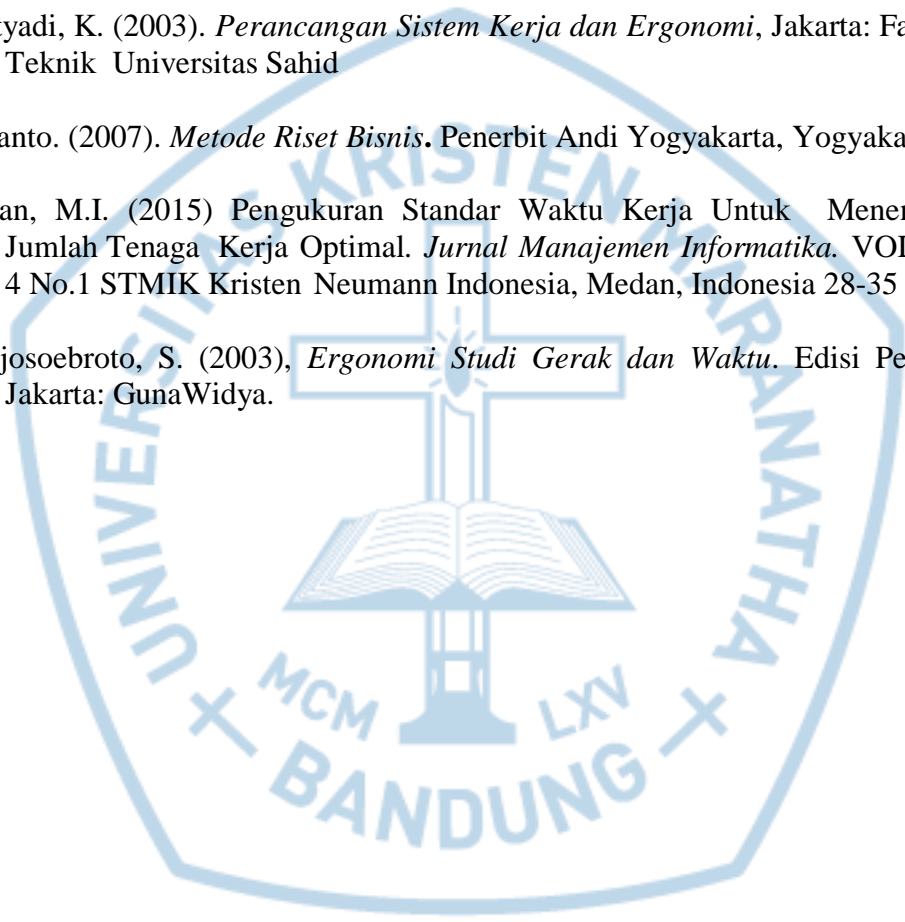 tyadi, K. (2003). Perancangan Sistem Kerja dan Ergonomi, Jakarta: Fa
Teknik Universitas Sahid
anto. (2007). Metode Riset Bisnis. Penerbit Andi Yogyakarta, Yogyaka
an, M.I. (2015) Pengukuran Standar Waktu Kerja Untuk Mener
Jumlah Tenaga Kerja Optimal. Jurnal Manajemen Informatika. VOL
4 No.1 STMIK Kristen Neumann Indonesia, Medan, Indonesia 28-35
josoebroto, S. (2003), Ergonomi Studi Gerak dan Waktu. Edisi Pe
Jakarta: GunaWidya.
UNIVERSITAS KRISTEN MARANATHA
MCM LXV
BANDUNG